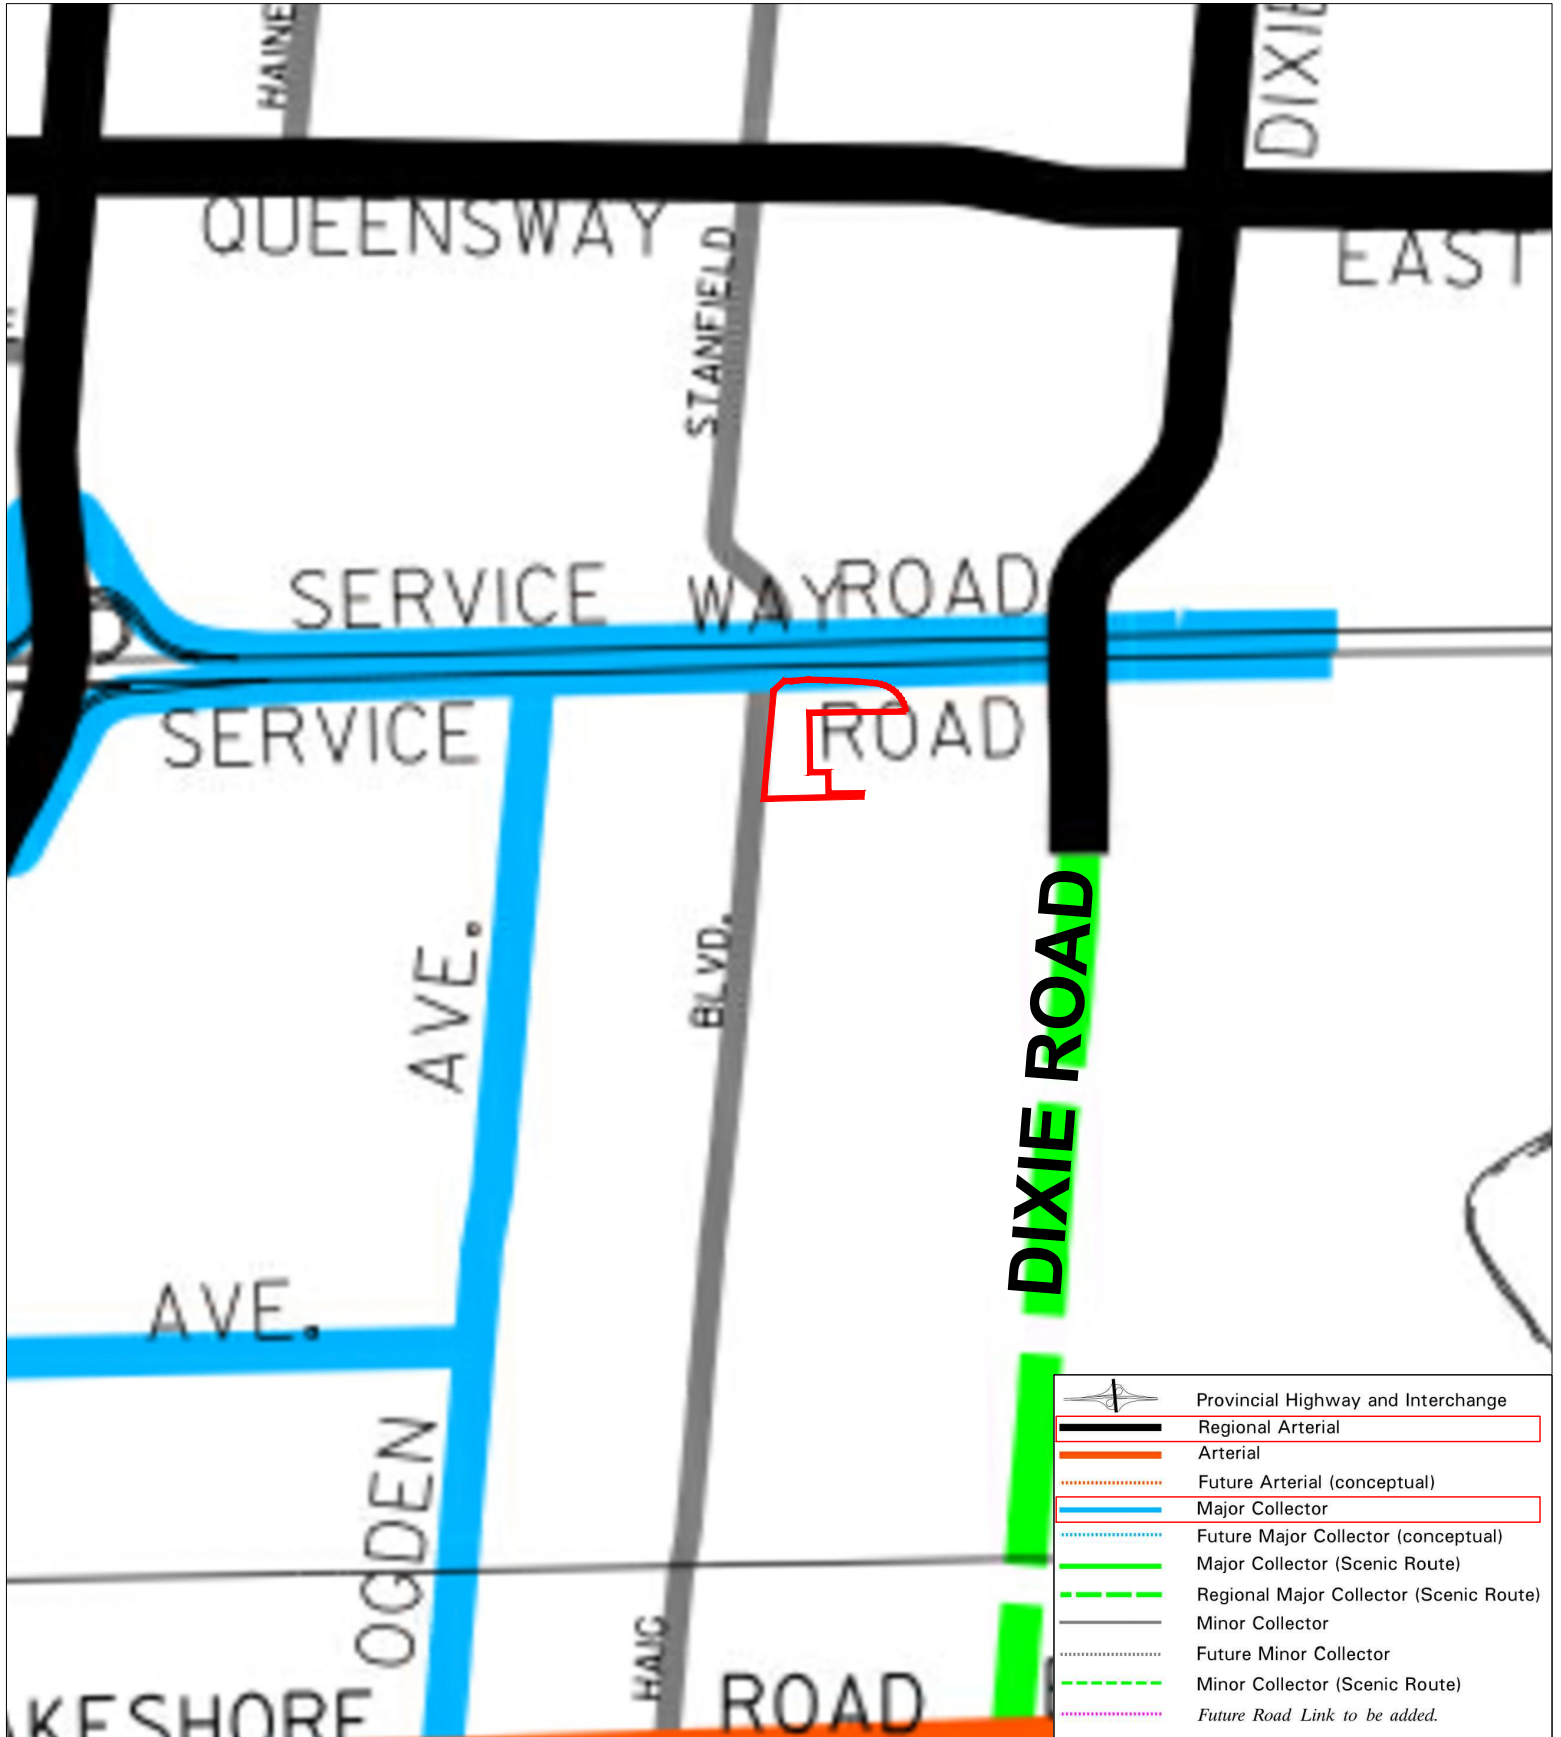 HAINE
DIXIE
QUEENSWAY
EAST
STANFIELD
SERVICE
WAY
ROAD
SERVICE
ROAD
AVE.
BLVD.
DIXIE ROAD
AVE.
OGDEN
HAIG
AKESHORE
ROAD
Provincial Highway and Interchange
Regional Arterial
Arterial
Future Arterial (conceptual)
Major Collector
Future Major Collector (conceptual)
Major Collector (Scenic Route)
Regional Major Collector (Scenic Route)
Minor Collector
Future Minor Collector
Minor Collector (Scenic Route)
Future Road Link to be added.